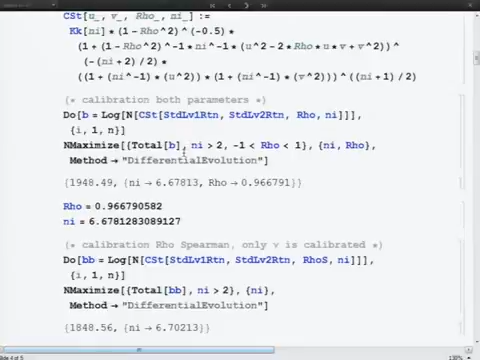 CSt[u_, v_, Rho_, ni_] :=
Kk[ni] * (1 - Rho^2) ^ (-0.5) *
(1 + (1 - Rho^2) ^-1 * ni^-1 * (u^2 - 2 * Rho * u * v + v^2)) ^
(- (ni + 2) / 2) *
((1 + (ni^-1) * (u^2)) * (1 + (ni^-1) * (v^2))) ^ ((ni + 1) / 2)
(* calibration both parameters *)
Do[b = Log[N[CSt[StdLv1Rtn, StdLv2Rtn, Rho, ni]]],
{i, 1, n}]
NMaximize[{Total[b], ni > 2, -1 < Rho < 1}, {ni, Rho},
Method → "DifferentialEvolution"]
{1948.49, {ni → 6.67813, Rho → 0.966791}}
Rho = 0.966790582
ni = 6.6781283089127
(* calibration Rho Spearman, only v is calibrated *)
Do[bb = Log[N[CSt[StdLv1Rtn, StdLv2Rtn, RhoS, ni]]],
{i, 1, n}]
NMaximize[{Total[bb], ni > 2}, {ni},
Method → "DifferentialEvolution"]
{1848.56, {ni → 6.70213}}
Slide 4 of 5
130%